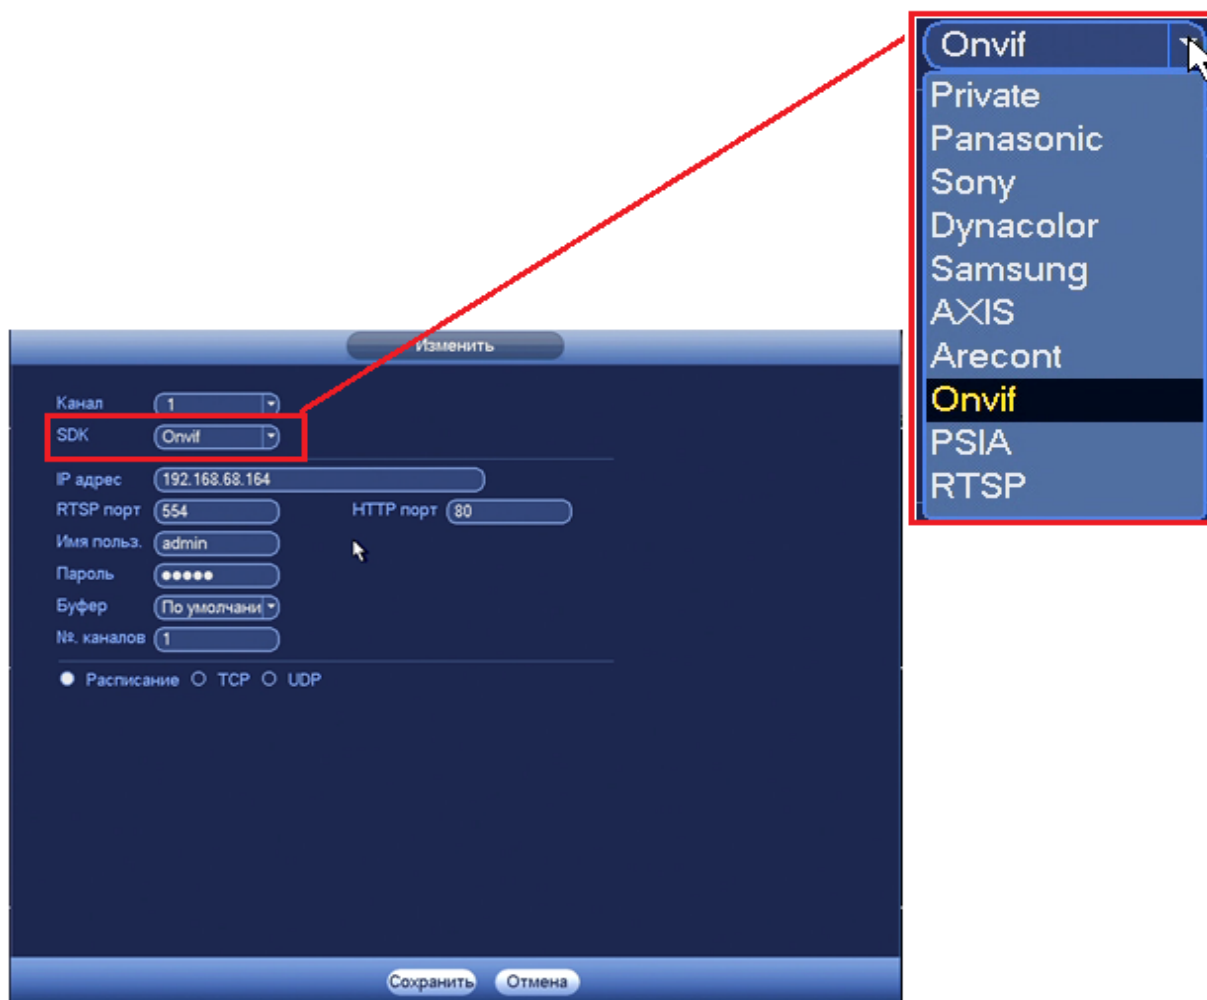 Onvif
Private
Panasonic
Sony
Dynacolor
Samsung
AXIS
Arecont
Onvif
PSIA
RTSP
Изменить
Канал 1
SDK Onvif
IP адрес 192.168.68.164
RTSP порт 554 HTTP порт 80
Имя польз. admin
Пароль •••••
Буфер По умолчани
№. каналов 1
Расписание TCP UDP
Сохранить Отмена